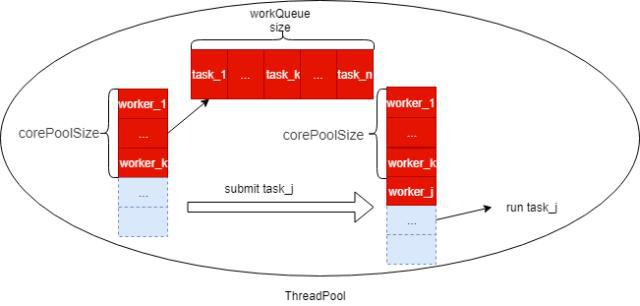 workQueue
size
task_1
...
task_k
...
task_n
corePoolSize
worker_1
...
worker_k
...
submit task_j
corePoolSize
worker_1
...
worker_k
worker_j
...
run task_j
ThreadPool